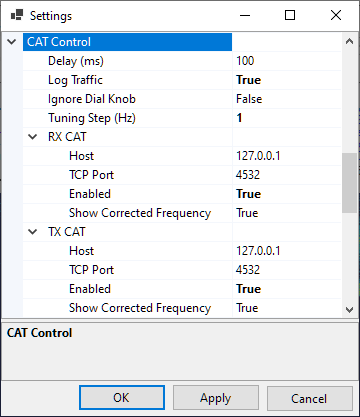 Settings
CAT Control
Delay (ms) 100
Log Traffic True
Ignore Dial Knob False
Tuning Step (Hz) 1
RX CAT
Host 127.0.0.1
TCP Port 4532
Enabled True
Show Corrected Frequency True
TX CAT
Host 127.0.0.1
TCP Port 4532
Enabled True
Show Corrected Frequency True
CAT Control
OK Apply Cancel